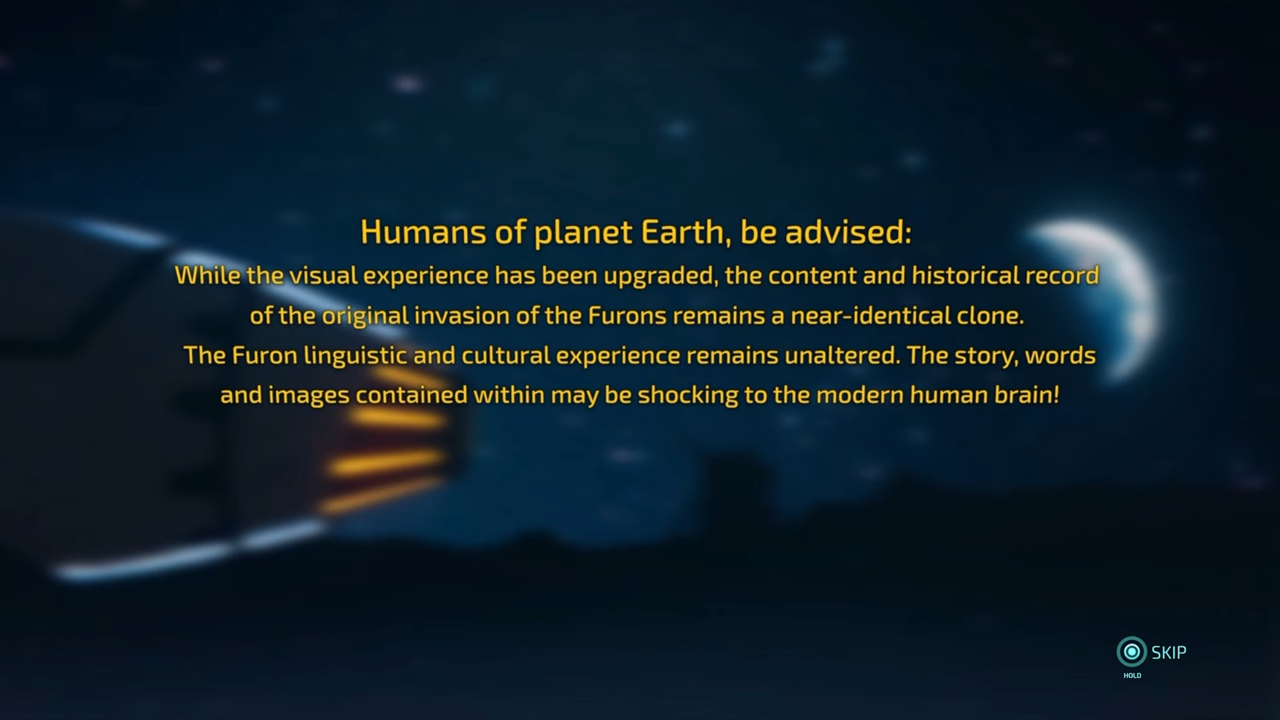 Humans of planet Earth, be advised:
While the visual experience has been upgraded, the content and historical record
of the original invasion of the Furons remains a near-identical clone.
The Furon linguistic and cultural experience remains unaltered. The story, words
and images contained within may be shocking to the modern human brain!
SKIP
HOLD